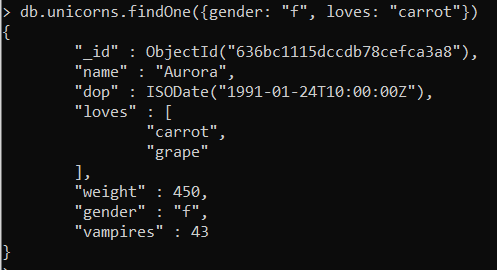 > db.unicorns.findOne({gender: "f", loves: "carrot"})
{
        "_id" : ObjectId("636bc1115dccdb78cefca3a8"),
        "name" : "Aurora",
        "dop" : ISODate("1991-01-24T10:00:00Z"),
        "loves" : [
                "carrot",
                "grape"
        ],
        "weight" : 450,
        "gender" : "f",
        "vampires" : 43
}